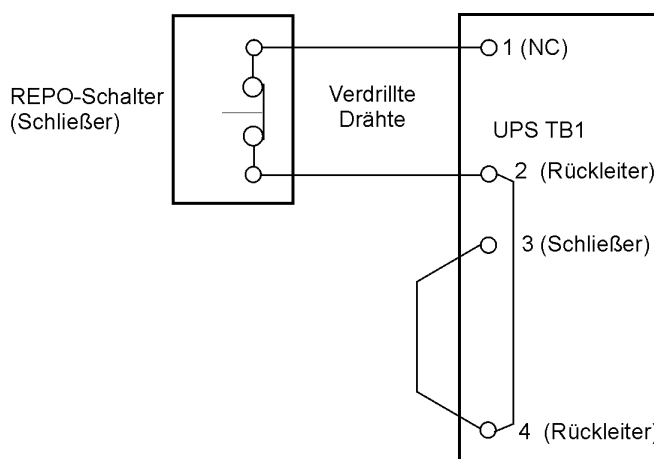 1 (NC)
REPO-Schalter
(Schließer)
Verdrillte
Drähte
UPS TB1
2 (Rückleiter)
3 (Schließer)
4 (Rückleiter)